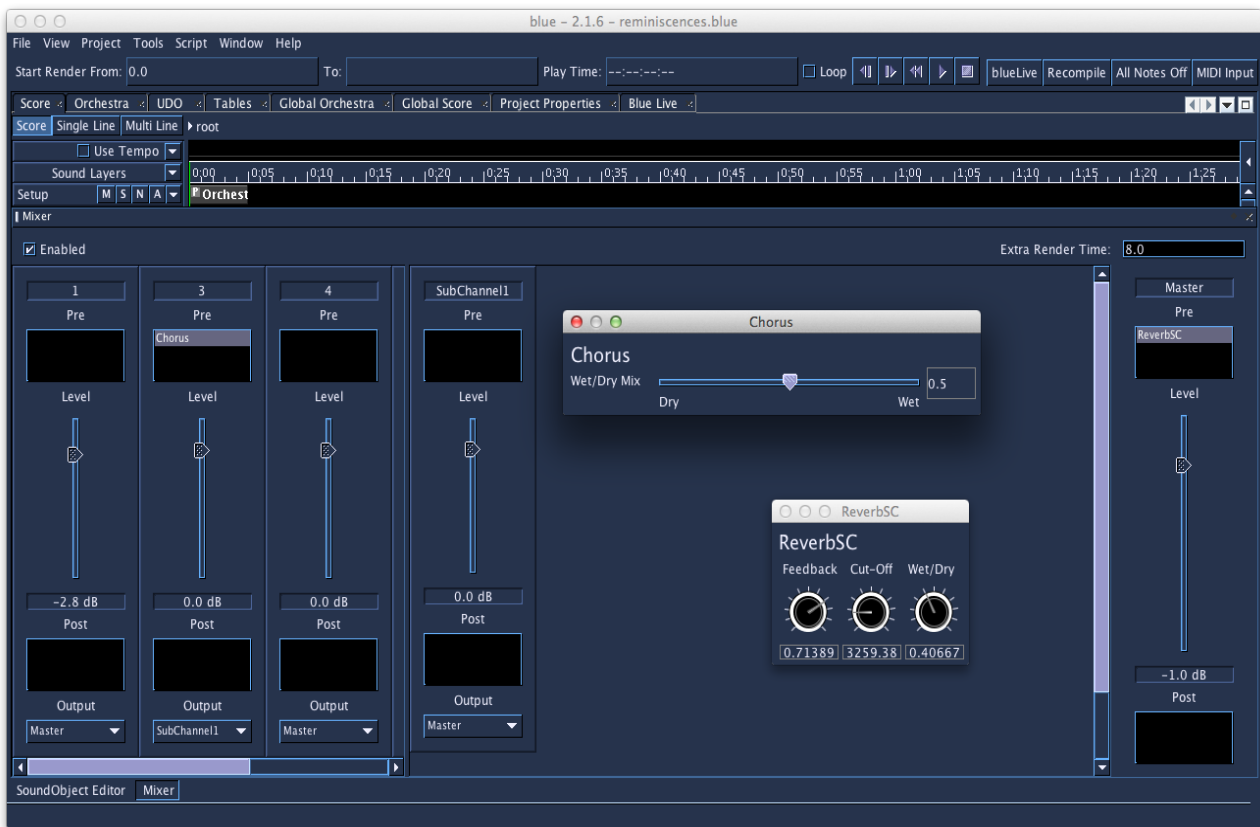 blue – 2.1.6 – reminiscences.blue
File View Project Tools Script Window Help
Start Render From: 0.0 To: Play Time: --:--:--:-- Loop blueLive Recompile All Notes Off MIDI Input
Score Orchestra UDO Tables Global Orchestra Global Score Project Properties Blue Live
Score Single Line Multi Line root
Use Tempo
Sound Layers 0;00 0;05 0;10 0;15 0;20 0;25 0;30 0;35 0;40 0;45 0;50 0;55 1;00 1;05 1;10 1;15 1;20 1;25
Setup M S N A P Orchest
Mixer
Enabled Extra Render Time: 8.0
1 3 4 SubChannel1 Master
Pre Pre Pre Pre Pre
Chorus ReverbSC
Level Level Level Level Level
Chorus
Chorus
Wet/Dry Mix 0.5
Dry Wet
ReverbSC
ReverbSC
Feedback Cut-Off Wet/Dry
0.71389 3259.38 0.40667
-2.8 dB 0.0 dB 0.0 dB 0.0 dB -1.0 dB
Post Post Post Post Post
Output Output Output Output
Master SubChannel1 Master Master
SoundObject Editor Mixer